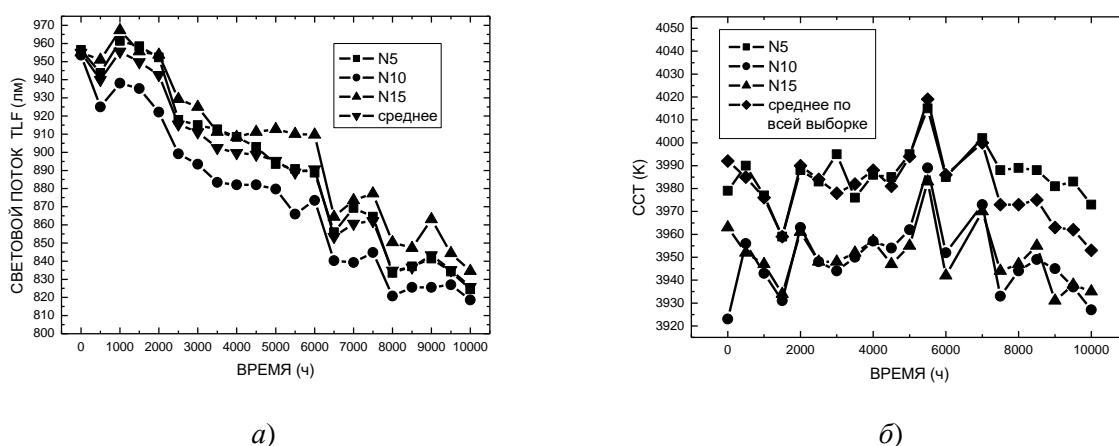 970
960
950
940
930
920
910
900
890
880
870
860
850
840
830
820
810
800
СВЕТОВОЙ ПОТОК TLF (лм)
N5
N10
N15
среднее
0 1000 2000 3000 4000 5000 6000 7000 8000 9000 10000
ВРЕМЯ (ч)
а)
4050
4040
4030
4020
4010
4000
3990
3980
3970
3960
3950
3940
3930
3920
CCT (K)
N5
N10
N15
среднее по
всей выборке
0 2000 4000 6000 8000 10000
ВРЕМЯ (ч)
б)